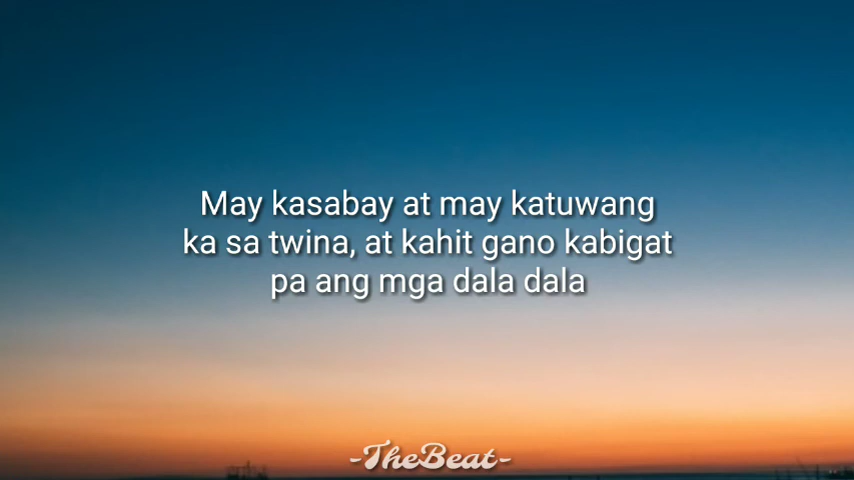 May kasabay at may katuwang
ka sa twina, at kahit gano kabigat
pa ang mga dala dala
-TheBeat-